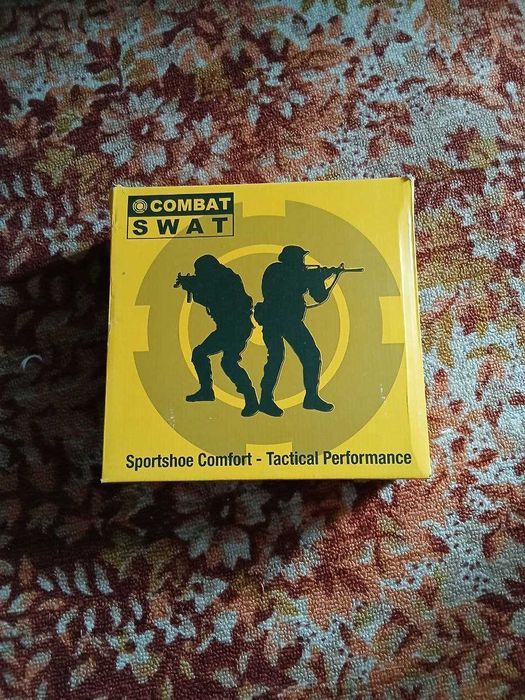 COMBAT
SWAT
Sportshoe Comfort - Tactical Performance